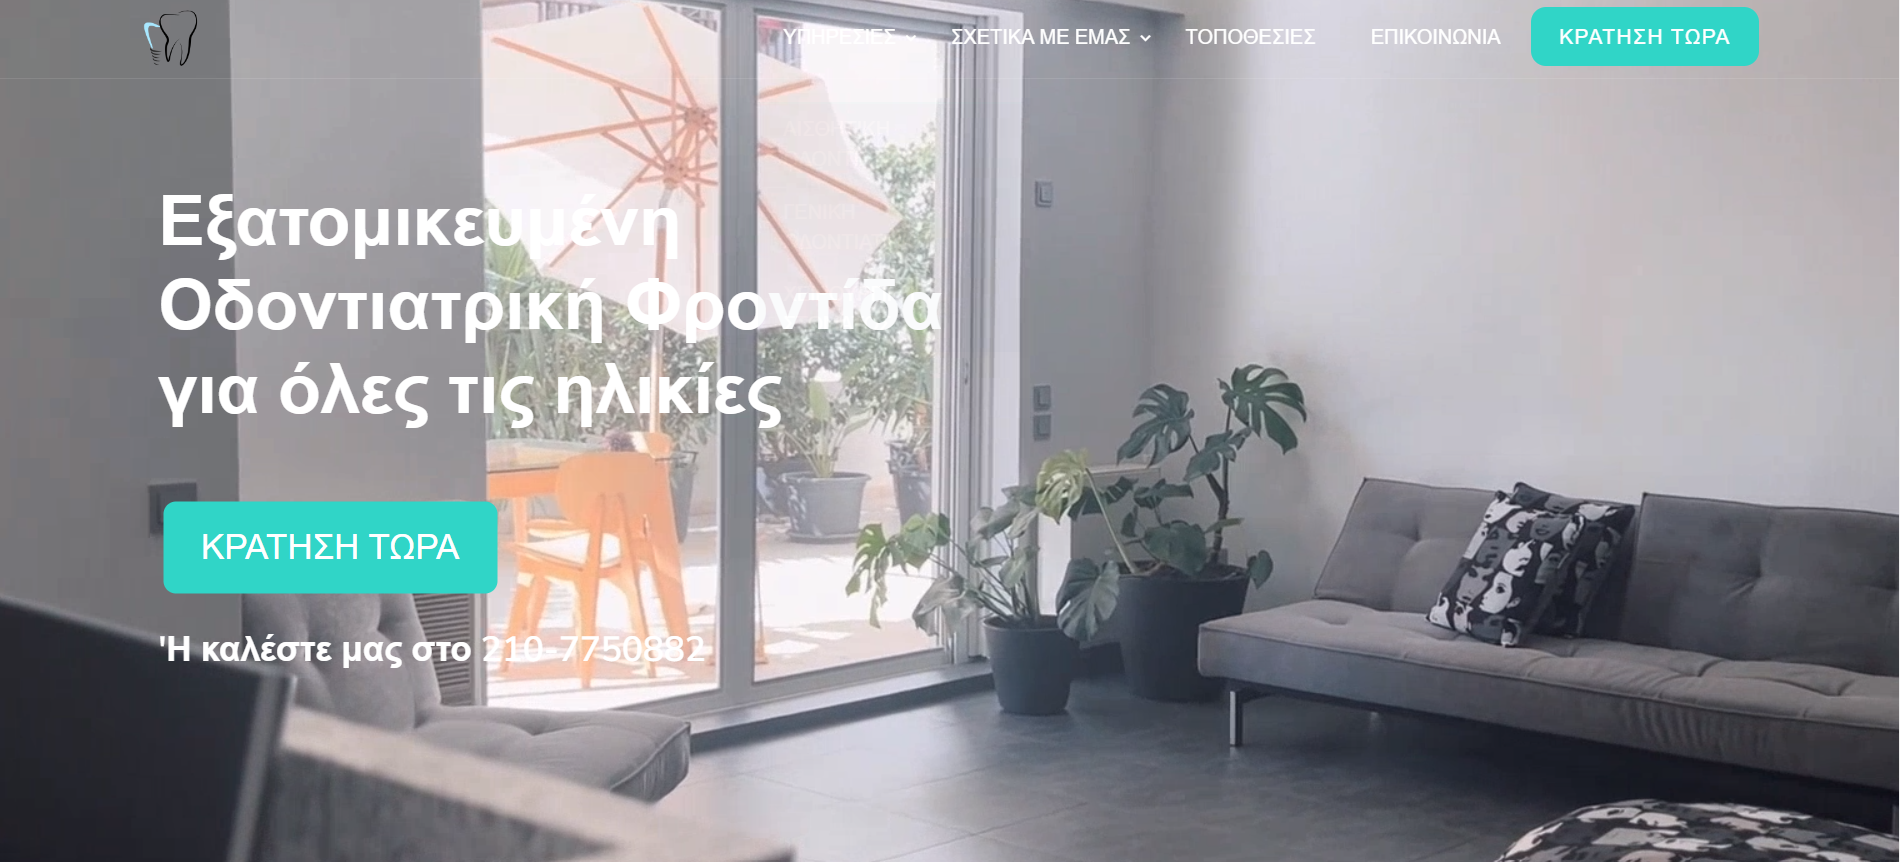 ΥΠΗΡΕΣΙΕΣ ΣΧΕΤΙΚΑ ΜΕ ΕΜΑΣ ΤΟΠΟΘΕΣΙΕΣ ΕΠΙΚΟΙΝΩΝΙΑ ΚΡΑΤΗΣΗ ΤΩΡΑ
ΓΕΝΙΚΗ
Εξατομικευμένη
Οδοντιατρική Φροντίδα
για όλες τις ηλικίες
ΚΡΑΤΗΣΗ ΤΩΡΑ
'Η καλέστε μας στο 210-7750882